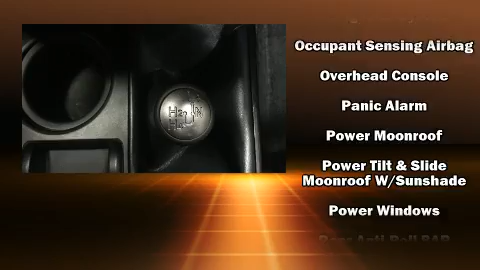 Occupant Sensing Airbag
Overhead Console
Panic Alarm
Power Moonroof
Power Tilt & Slide
Moonroof W/Sunshade
Power Windows